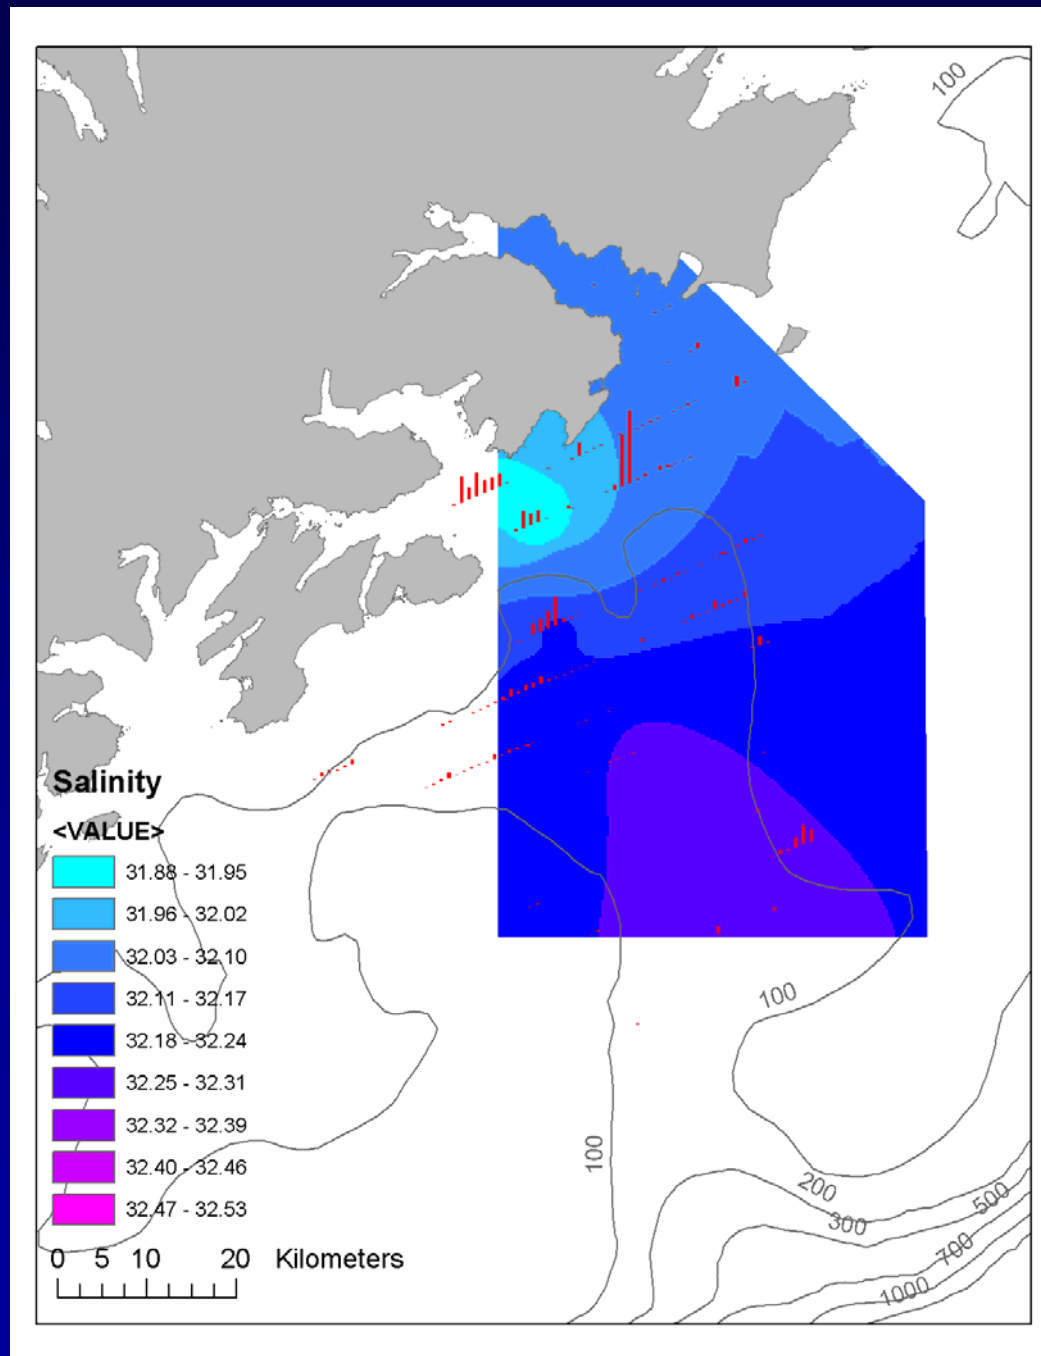 100
Salinity
<VALUE>
31.88 - 31.95
31.96 - 32.02
32.03 - 32.10
32.11 - 32.17
32.18 - 32.24
32.25 - 32.31
32.32 - 32.39
32.40 - 32.46
32.47 - 32.53
0 5 10 20 Kilometers
100
100
200
300
500
700
1000